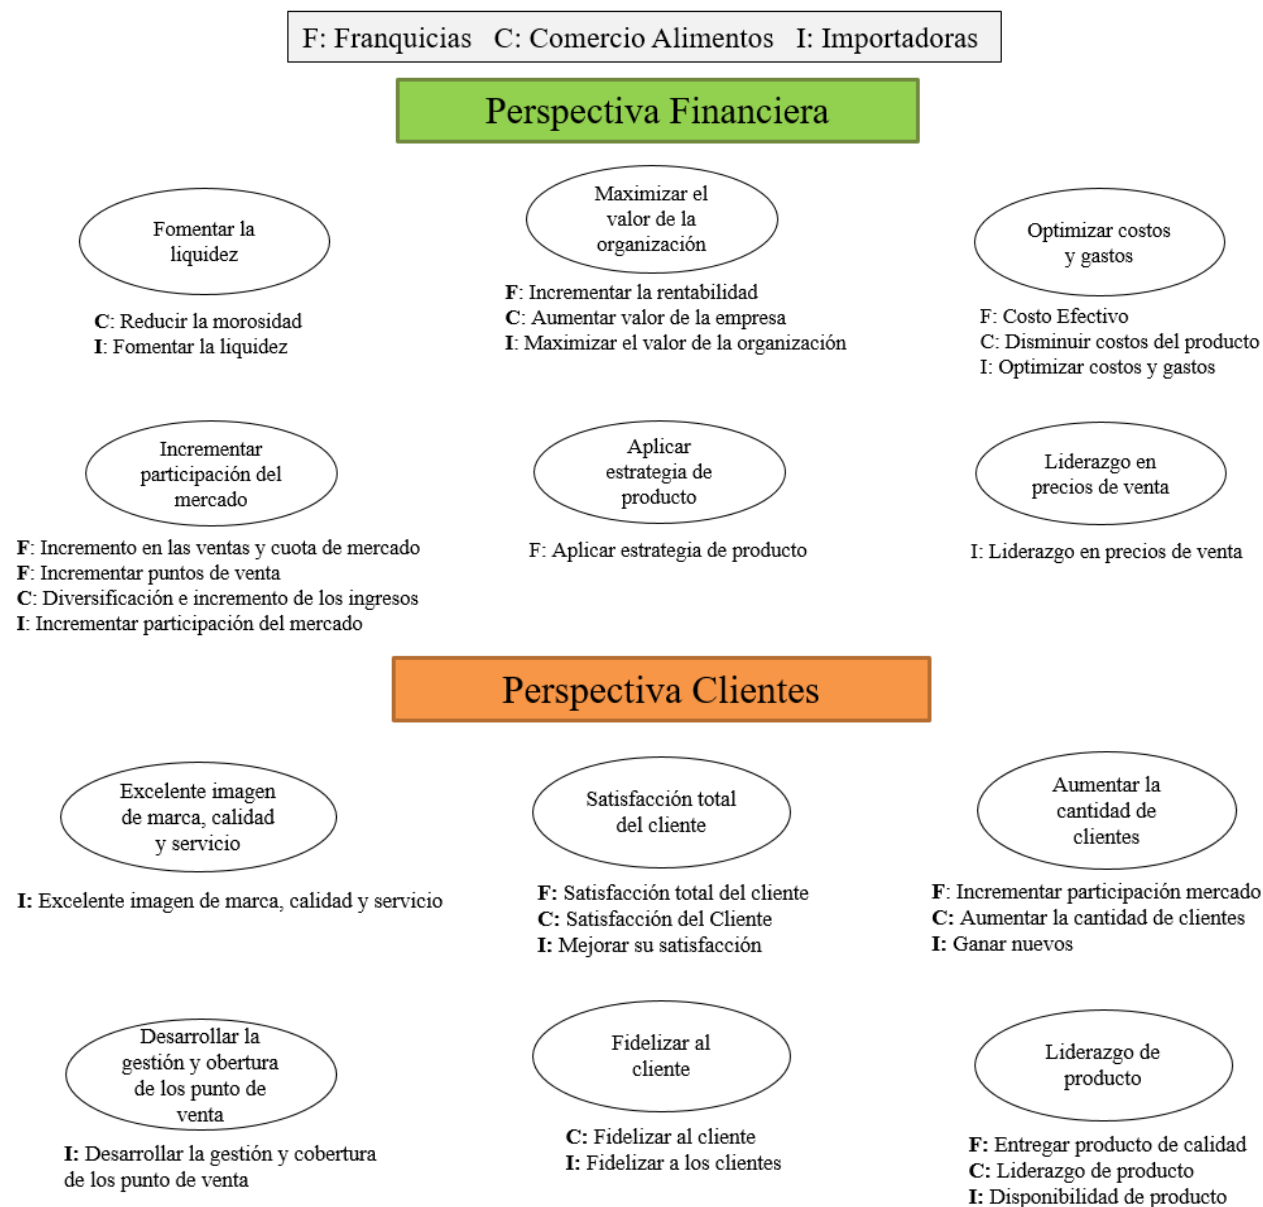 F: Franquicias   C: Comercio Alimentos   I: Importadoras
Perspectiva Financiera
Fomentar la
liquidez
C: Reducir la morosidad
I: Fomentar la liquidez
Maximizar el
valor de la
organización
F: Incrementar la rentabilidad
C: Aumentar valor de la empresa
I: Maximizar el valor de la organización
Optimizar costos
y gastos
F: Costo Efectivo
C: Disminuir costos del producto
I: Optimizar costos y gastos
Incrementar
participación del
mercado
F: Incremento en las ventas y cuota de mercado
F: Incrementar puntos de venta
C: Diversificación e incremento de los ingresos
I: Incrementar participación del mercado
Aplicar
estrategia de
producto
F: Aplicar estrategia de producto
Liderazgo en
precios de venta
I: Liderazgo en precios de venta
Perspectiva Clientes
Excelente imagen
de marca, calidad
y servicio
I: Excelente imagen de marca, calidad y servicio
Satisfacción total
del cliente
F: Satisfacción total del cliente
C: Satisfacción del Cliente
I: Mejorar su satisfacción
Aumentar la
cantidad de
clientes
F: Incrementar participación mercado
C: Aumentar la cantidad de clientes
I: Ganar nuevos
Desarrollar la
gestión y obertura
de los punto de
venta
I: Desarrollar la gestión y cobertura
de los punto de venta
Fidelizar al
cliente
C: Fidelizar al cliente
I: Fidelizar a los clientes
Liderazgo de
producto
F: Entregar producto de calidad
C: Liderazgo de producto
I: Disponibilidad de producto